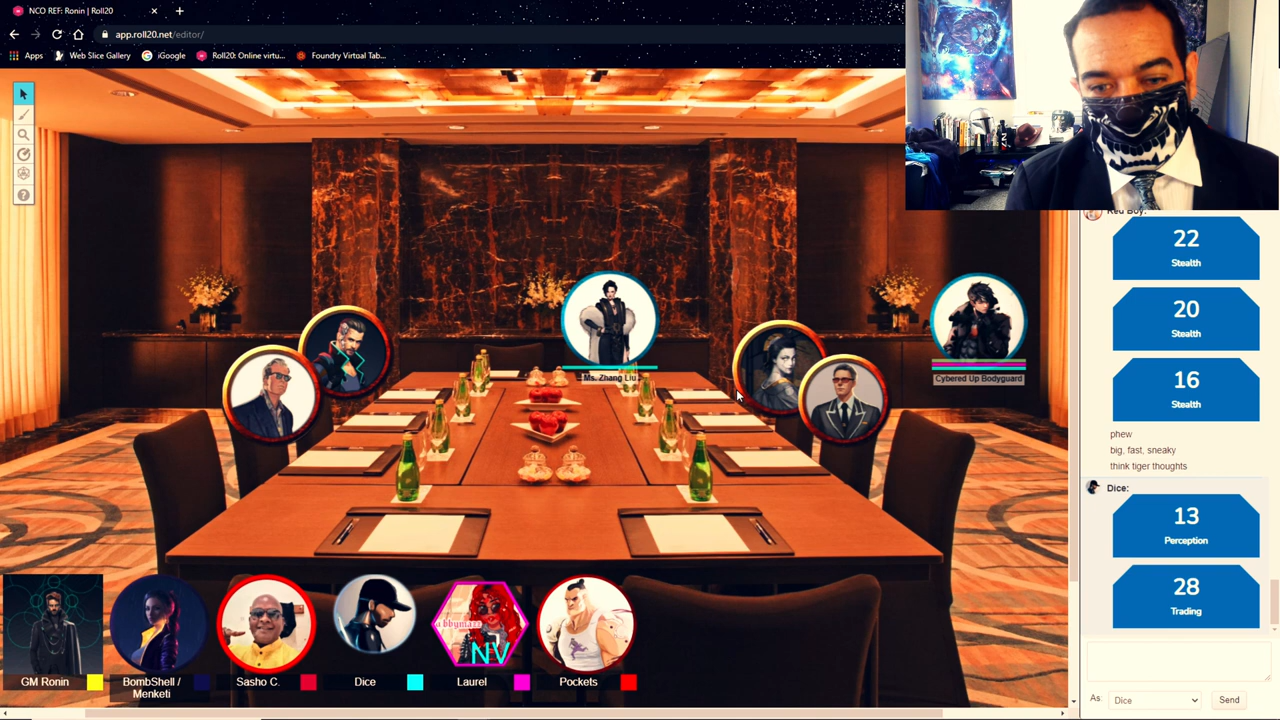 NCO REF: Ronin | Roll20
app.roll20.net/editor/
Apps
Web Slice Gallery
iGoogle
Roll20: Online virtu...
Foundry Virtual Tab...
Red Boy:
22
Stealth
20
Stealth
16
Stealth
phew
big, fast, sneaky
think tiger thoughts
Dice:
13
Perception
28
Trading
Ms. Zhang Liu
Cybered Up Bodyguard
NV
GM Ronin
BombShell /
Menketi
Sasho C.
Dice
Laurel
Pockets
As:
Dice
Send